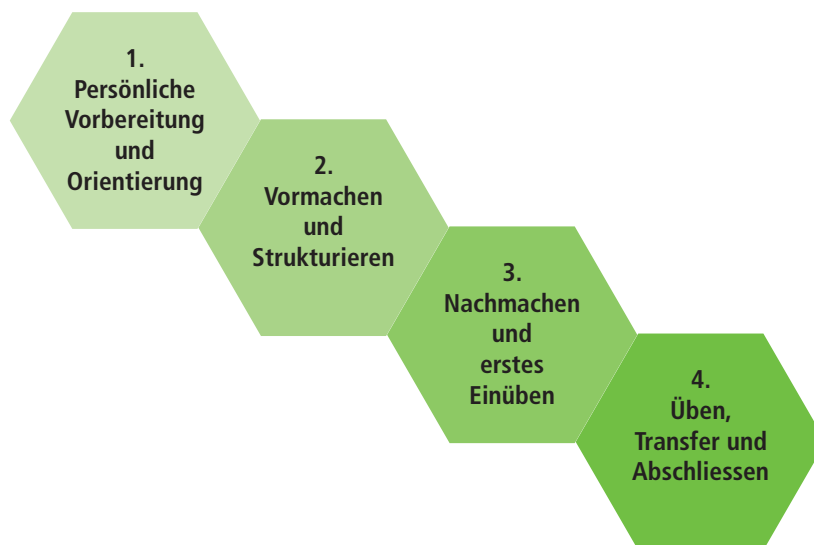 1.
Persönliche
Vorbereitung
und
Orientierung
2.
Vormachen
und
Strukturieren
3.
Nachmachen
und
erstes
Einüben
4.
Üben,
Transfer und
Abschliessen